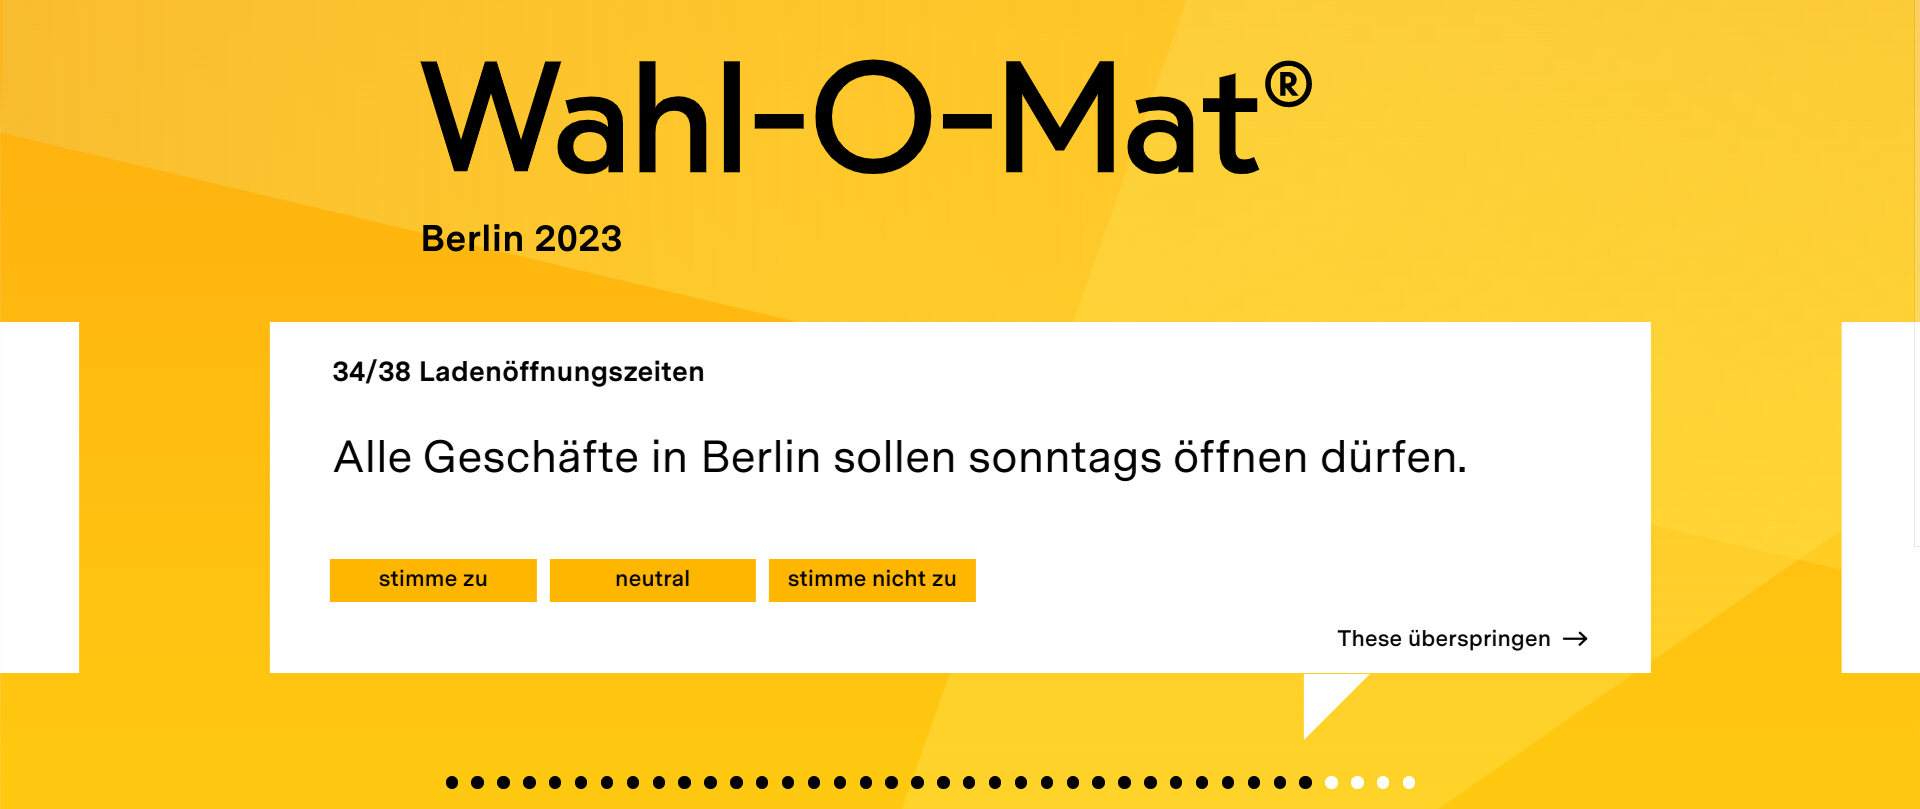 Wahl-O-Mat®
Berlin 2023
34/38 Ladenöffnungszeiten
Alle Geschäfte in Berlin sollen sonntags öffnen dürfen.
stimme zu
neutral
stimme nicht zu
These überspringen →